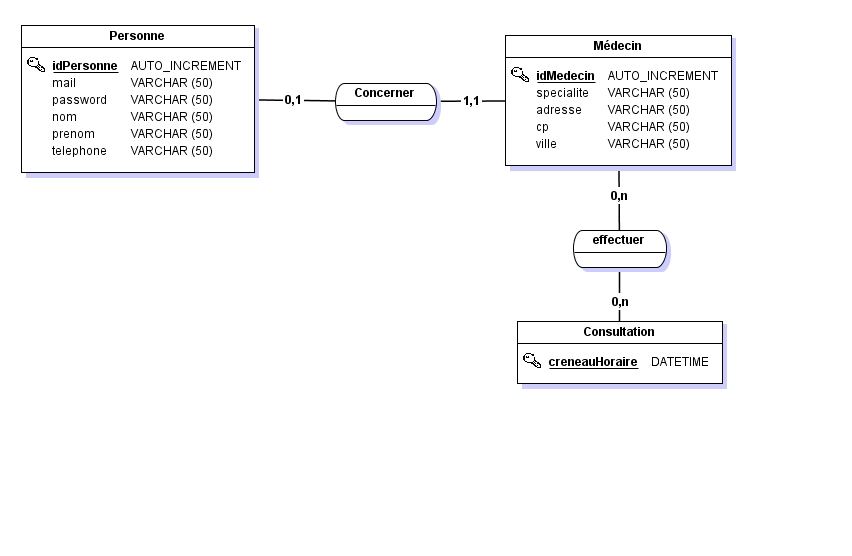 Personne
idPersonne AUTO_INCREMENT
mail VARCHAR (50)
password VARCHAR (50)
nom VARCHAR (50)
prenom VARCHAR (50)
telephone VARCHAR (50)
0,1
Concerner
1,1
Médecin
idMedecin AUTO_INCREMENT
specialite VARCHAR (50)
adresse VARCHAR (50)
cp VARCHAR (50)
ville VARCHAR (50)
0,n
effectuer
0,n
Consultation
creneauHoraire DATETIME